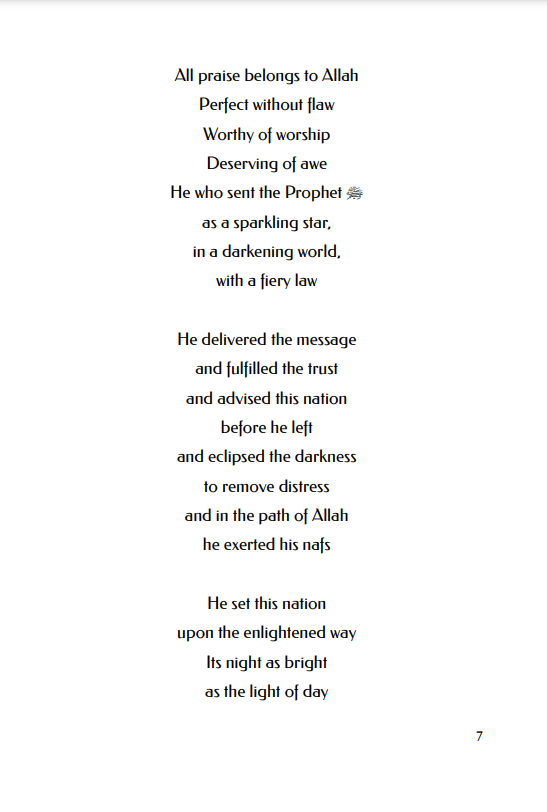 All praise belongs to Allah
Perfect without flaw
Worthy of worship
Deserving of awe
He who sent the Prophet ﷺ
as a sparkling star,
in a darkening world,
with a fiery law
He delivered the message
and fulfilled the trust
and advised this nation
before he left
and eclipsed the darkness
to remove distress
and in the path of Allah
he exerted his nafs
He set this nation
upon the enlightened way
Its night as bright
as the light of day
7